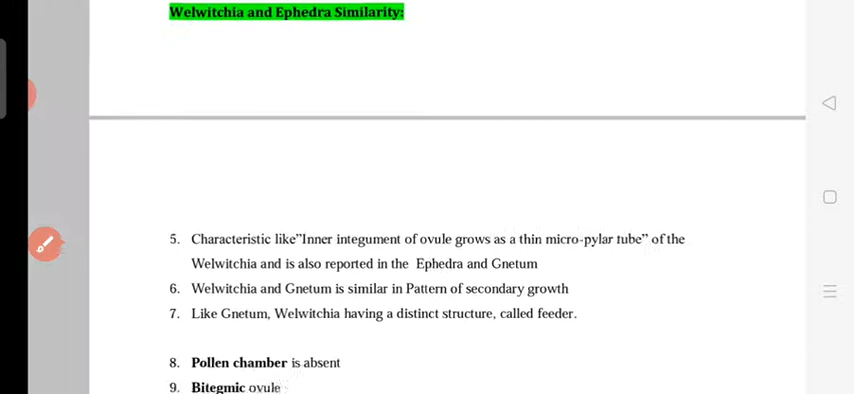 Welwitchia and Ephedra Similarity:
5. Characteristic like"Inner integument of ovule grows as a thin micro-pylar tube" of the
Welwitchia and is also reported in the Ephedra and Gnetum
6. Welwitchia and Gnetum is similar in Pattern of secondary growth
7. Like Gnetum, Welwitchia having a distinct structure, called feeder.
8. Pollen chamber is absent
9. Bitegmic ovule